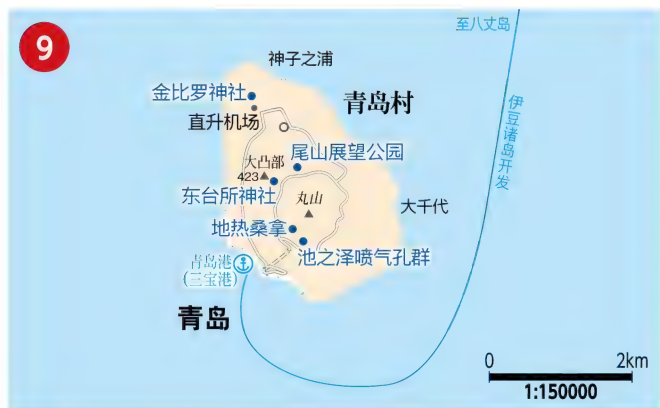 9
至八丈岛
神子之浦
金比罗神社
青岛村
直升机场
伊豆诸岛开发
尾山展望公园
大凸部
423
东台所神社
丸山
大千代
地热桑拿
池之泽喷气孔群
青岛港
(三宝港)
青岛
0 2km
1:150000